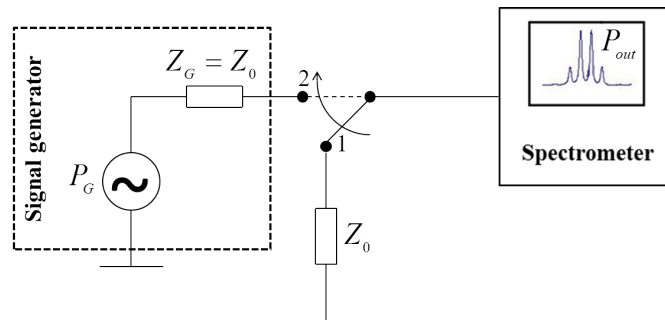 Signal generator
Z_G = Z_0
P_G
2
1
Z_0
P_out
Spectrometer